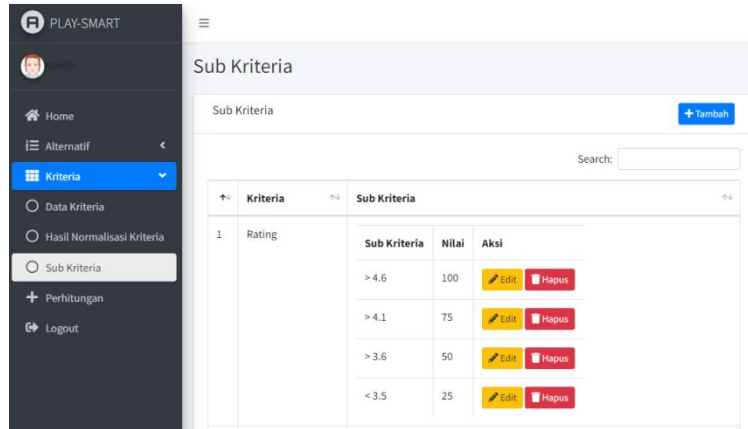 PLAY-SMART
ADMIN
Home
Alternatif
Kriteria
Data Kriteria
Hasil Normalisasi Kriteria
Sub Kriteria
Perhitungan
Logout
Sub Kriteria
Sub Kriteria
Tambah
Search:
Kriteria Sub Kriteria
1 Rating
Sub Kriteria Nilai Aksi
> 4.6 100 Edit Hapus
> 4.1 75 Edit Hapus
> 3.6 50 Edit Hapus
< 3.5 25 Edit Hapus